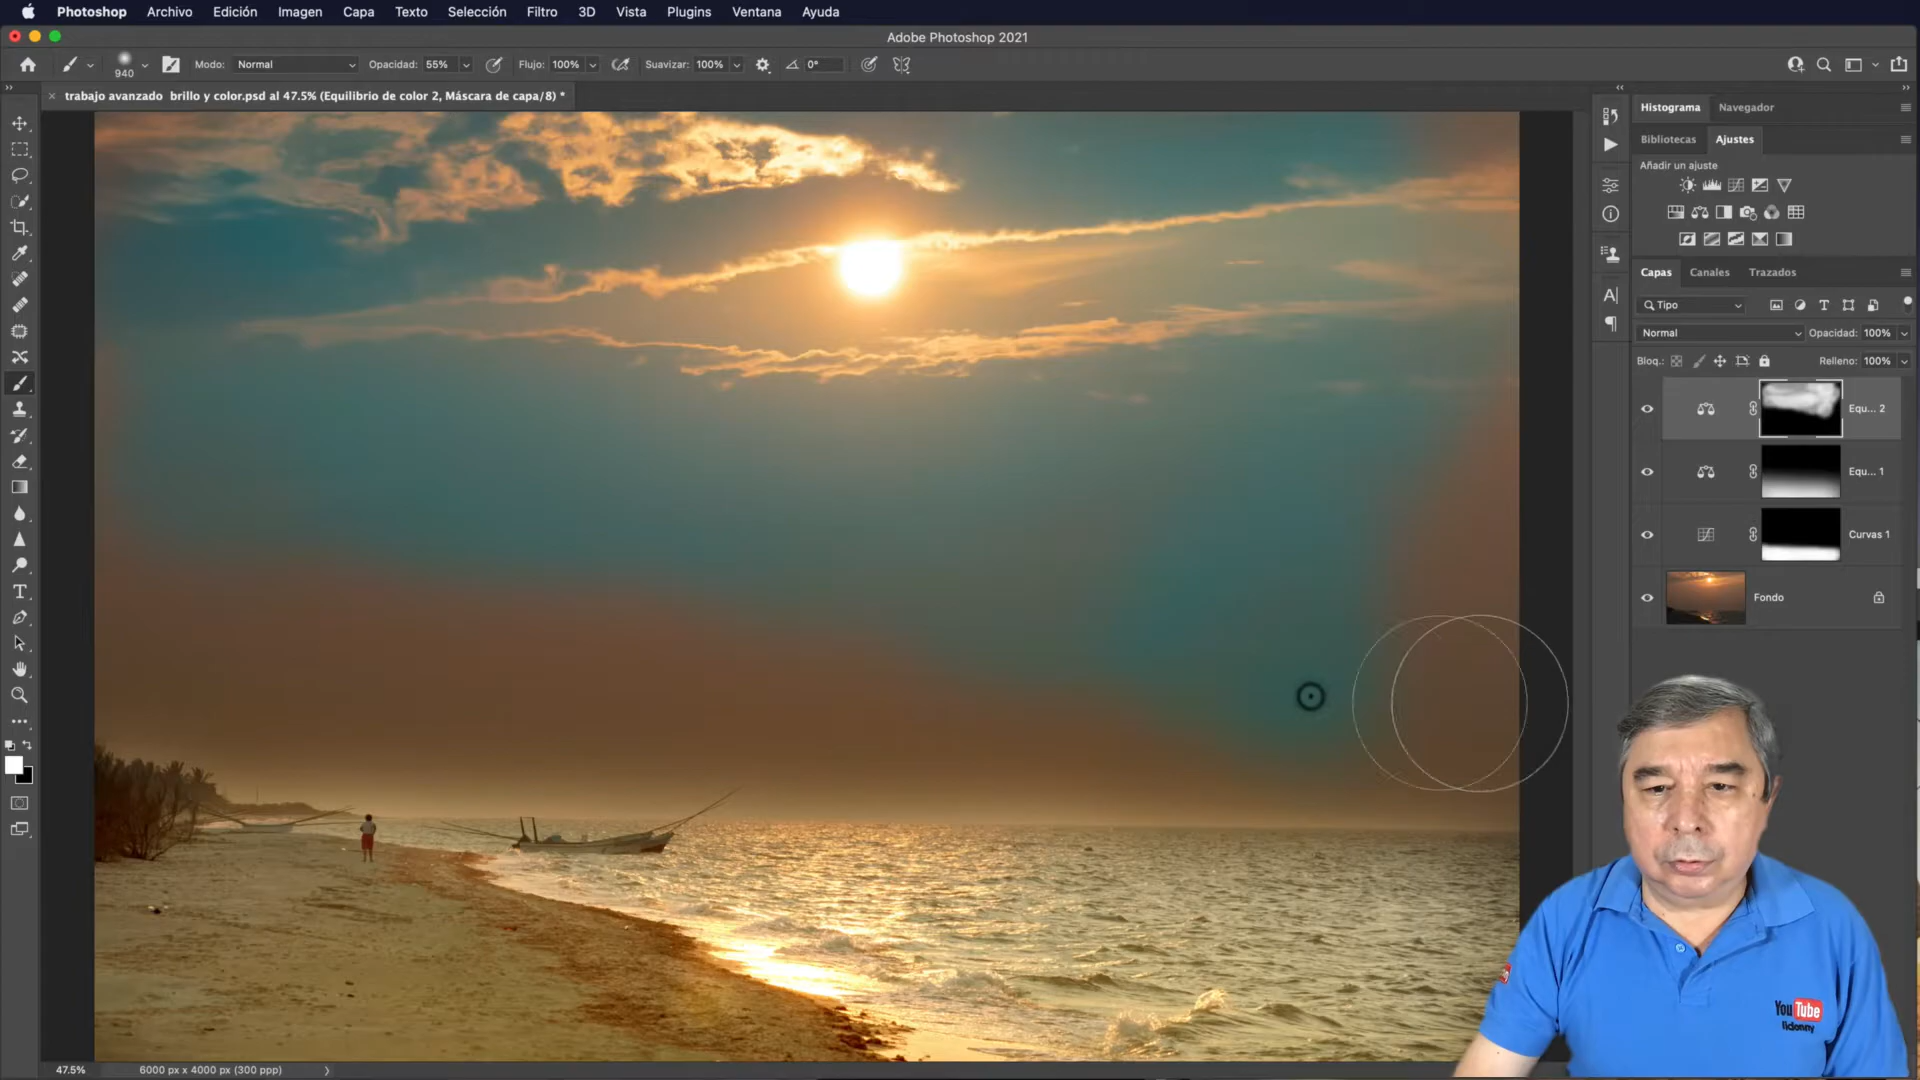 Photoshop Archivo Edición Imagen Capa Texto Selección Filtro 3D Vista Plugins Ventana Ayuda
Adobe Photoshop 2021
940 Modo: Normal Opacidad: 55% Flujo: 100% Suavizar: 100% 0°
× trabajo avanzado brillo y color.psd al 47.5% (Equilibrio de color 2, Máscara de capa/8) *
Histograma Navegador
Bibliotecas Ajustes
Añadir un ajuste
Capas Canales Trazados
Tipo
Normal Opacidad: 100%
Bloq.: Relleno: 100%
Equ... 2
Equ... 1
Curvas 1
Fondo
You Tube
47.5% 6000 px x 4000 px (300 ppp)